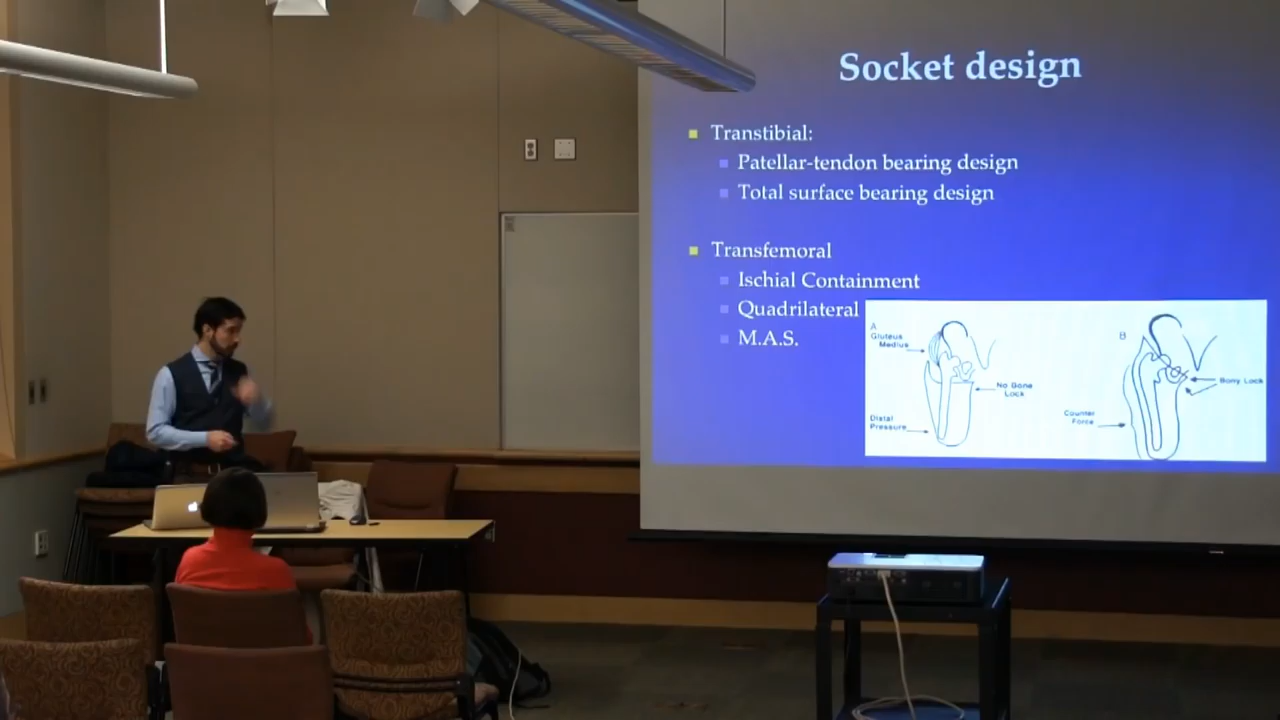 Socket design
Transtibial:
Patellar-tendon bearing design
Total surface bearing design
Transfemoral
Ischial Containment
Quadrilateral
M.A.S.
A
Gluteus
Medius
No Bone
Lock
Distal
Pressure
B
Bony Lock
Counter
Force